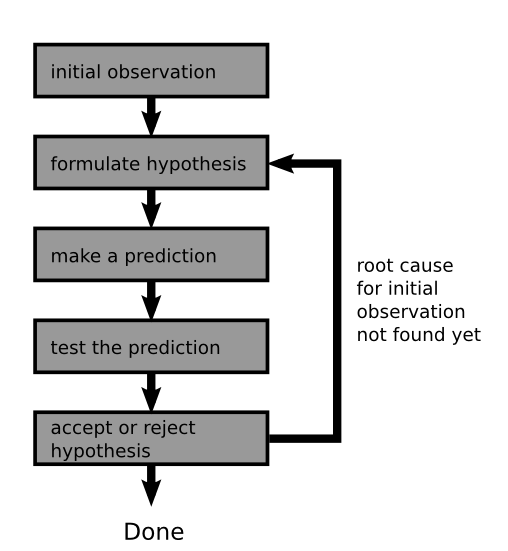 initial observation
formulate hypothesis
make a prediction
test the prediction
accept or reject
hypothesis
root cause
for initial
observation
not found yet
Done